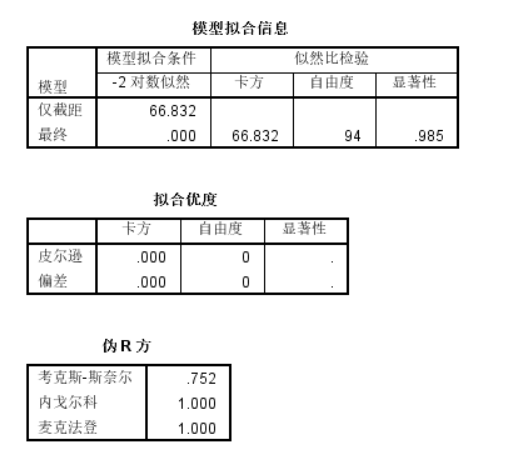 模型拟合信息
模型拟合条件 似然比检验
模型 -2 对数似然 卡方 自由度 显著性
仅截距 66.832
最终 .000 66.832 94 .985
拟合优度
卡方 自由度 显著性
皮尔逊 .000 0 .
偏差 .000 0 .
伪 R 方
考克斯-斯奈尔 .752
内戈尔科 1.000
麦克法登 1.000